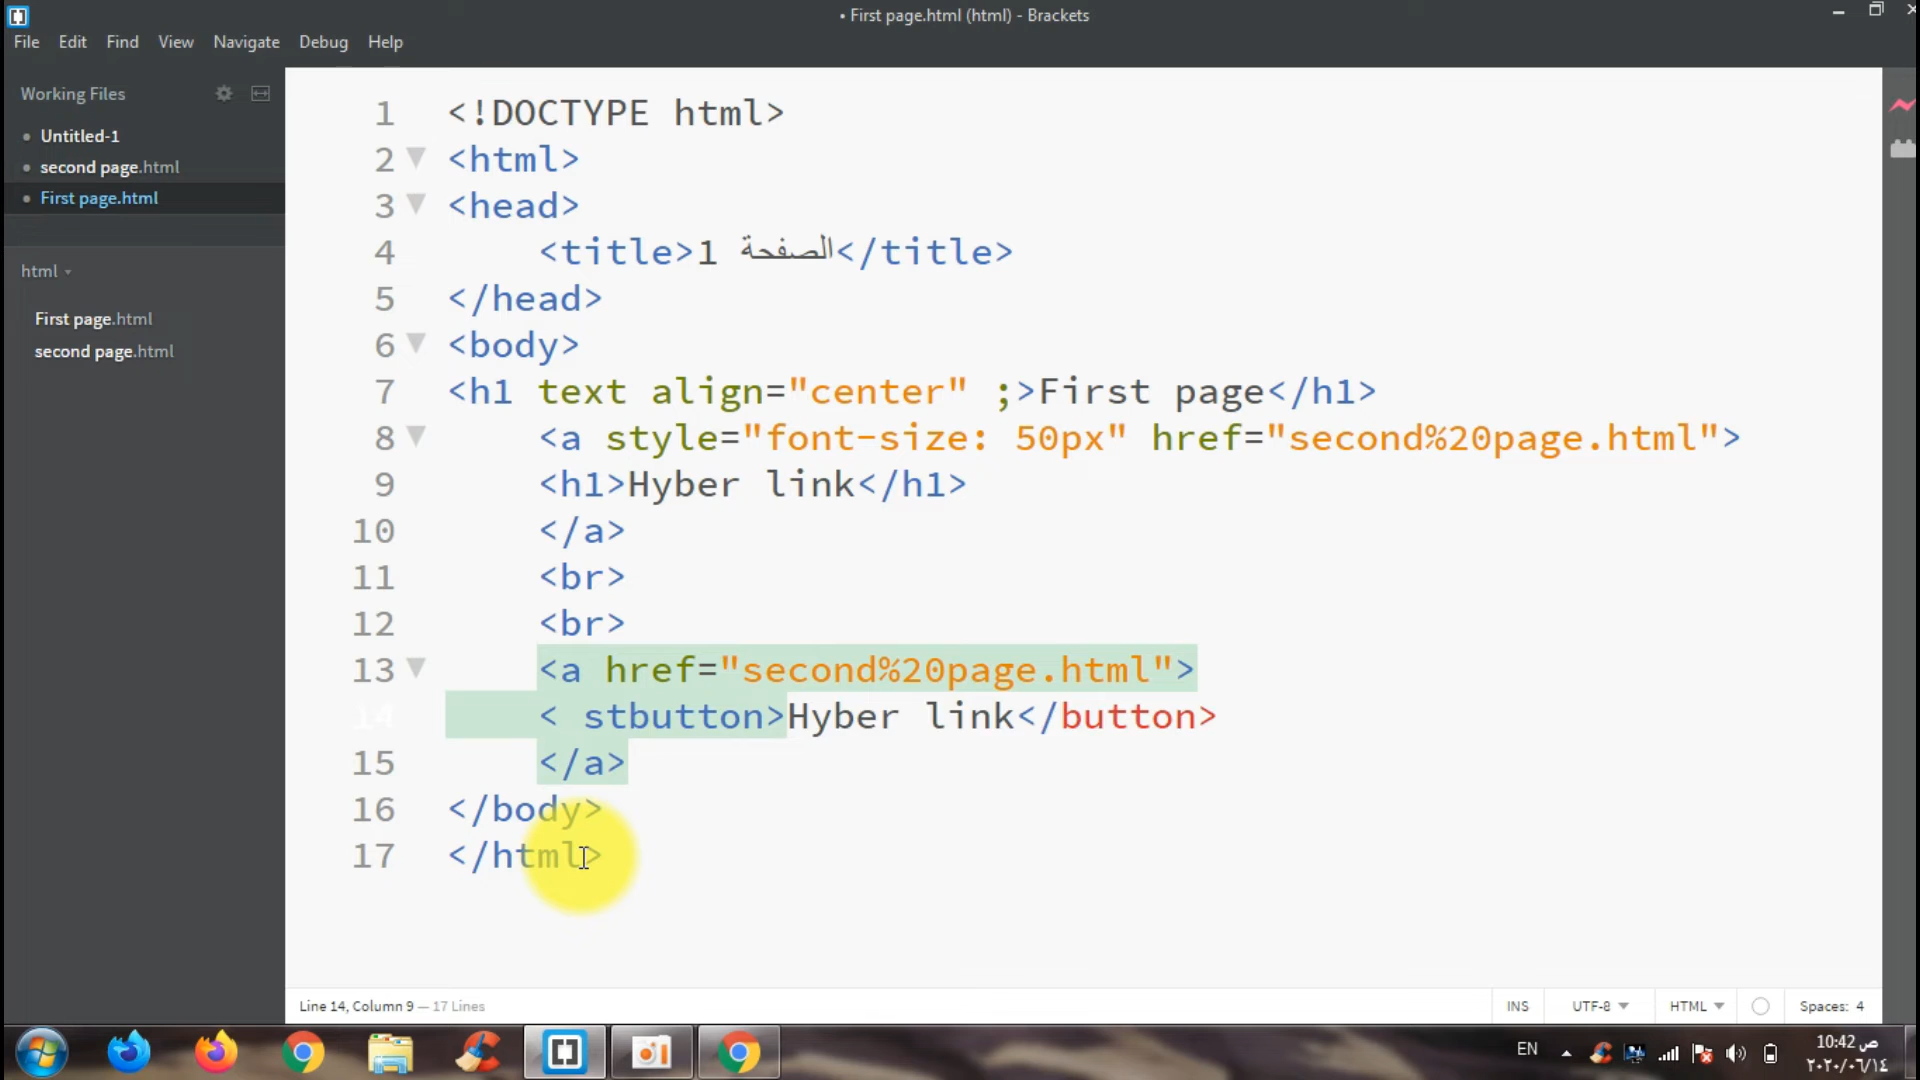 • First page.html (html) - Brackets
File Edit Find View Navigate Debug Help
Working Files
Untitled-1
second page.html
First page.html
html
First page.html
second page.html
1 <!DOCTYPE html>
2 <html>
3 <head>
4 <title>1 الصفحة</title>
5 </head>
6 <body>
7 <h1 text align="center" ;>First page</h1>
8 <a style="font-size: 50px" href="second%20page.html">
9 <h1>Hyber link</h1>
10 </a>
11 <br>
12 <br>
13 <a href="second%20page.html">
14 < stbutton>Hyber link</button>
15 </a>
16 </body>
17 </html>
Line 14, Column 9 — 17 Lines
INS UTF-8 HTML Spaces: 4
EN
10:42 ص
٢٠٢٠/٠٦/١٤